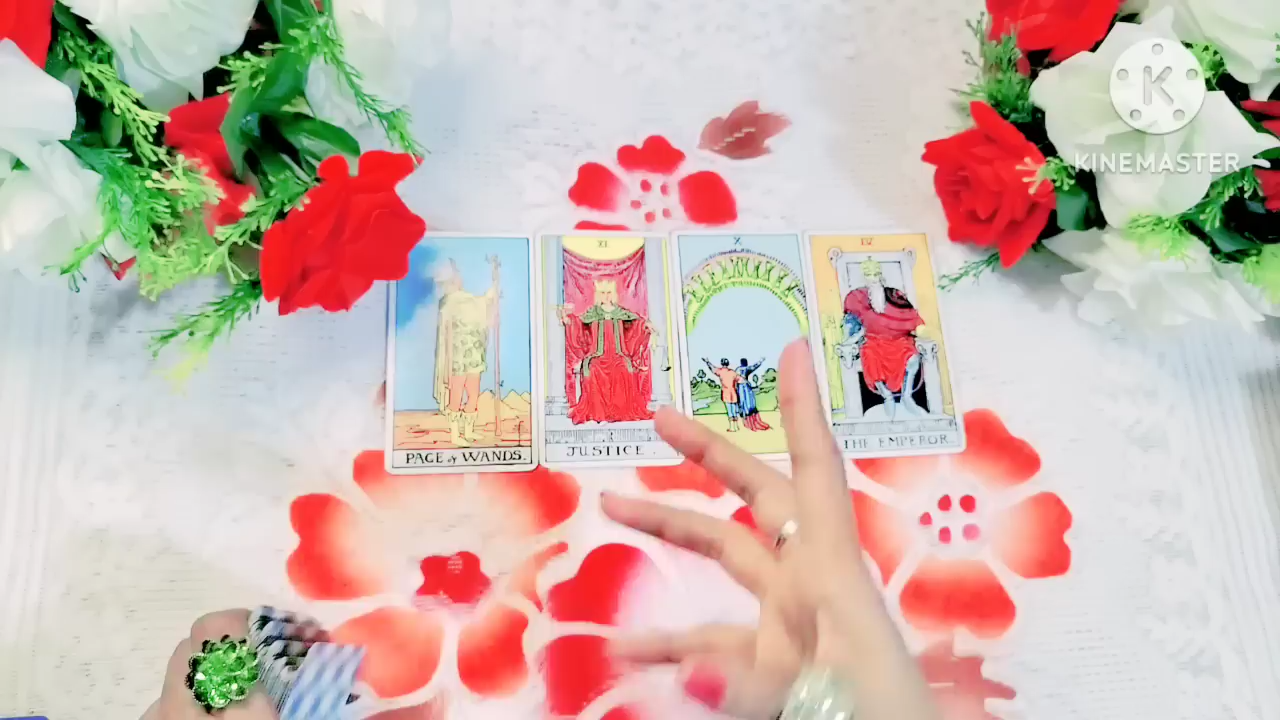 K
KINEMASTER
XI
X
IV
PAGE of WANDS.
JUSTICE.
THE EMPEROR.